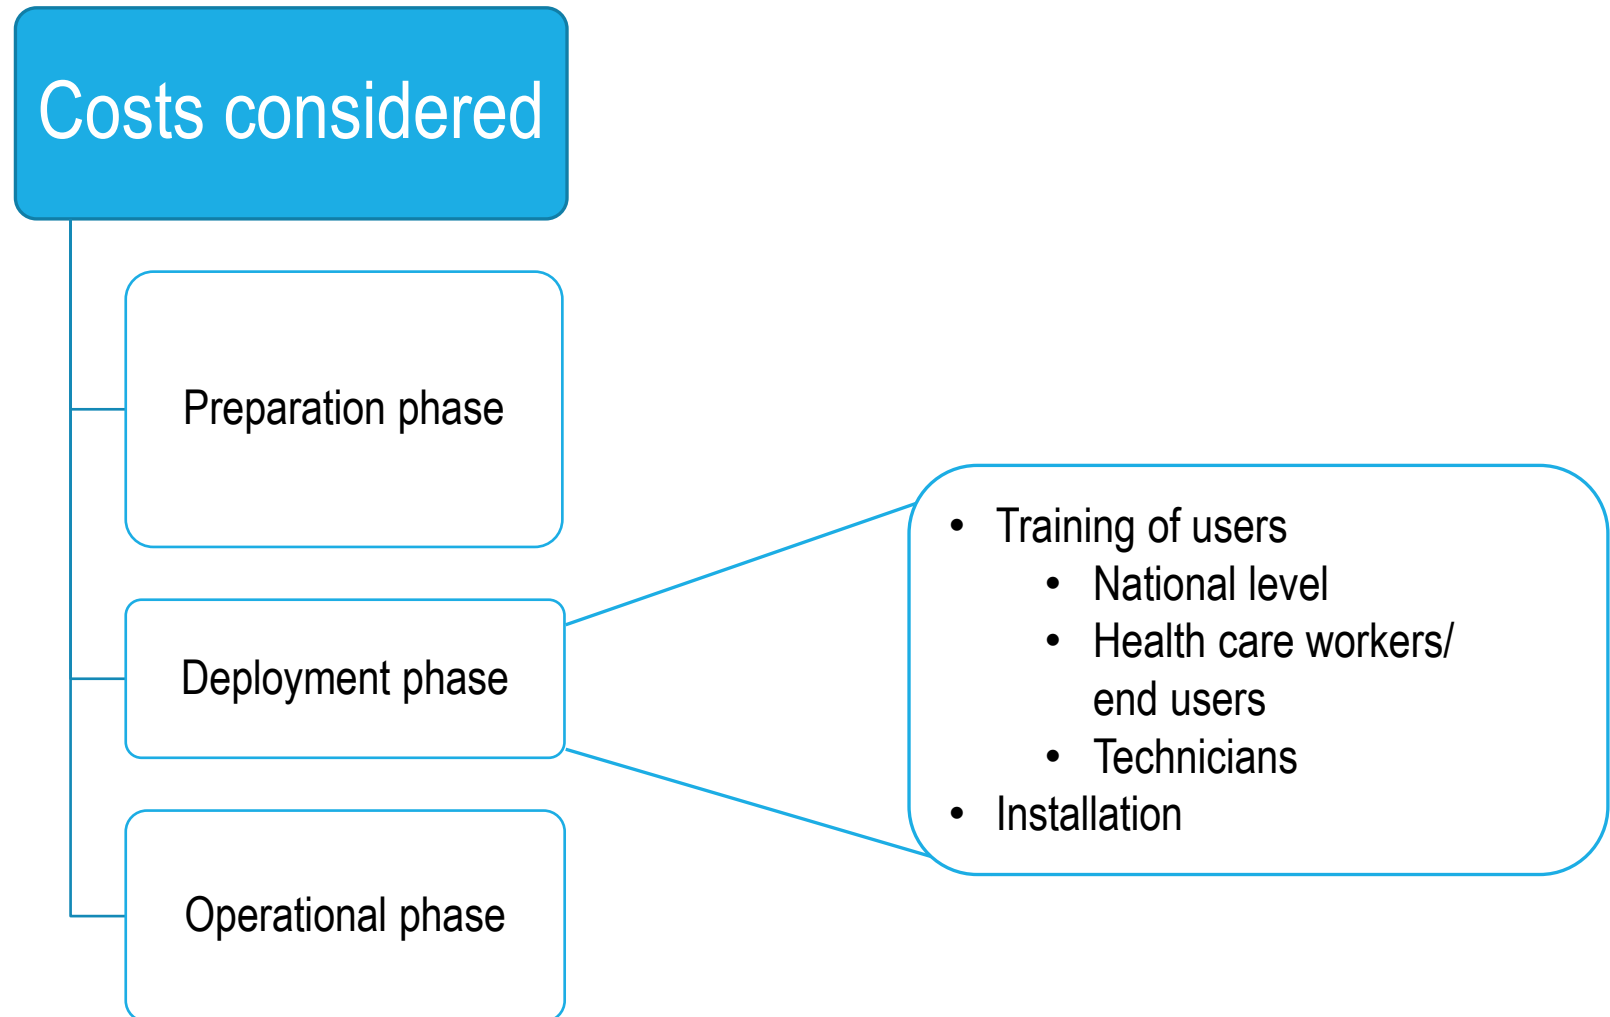 Costs considered
Preparation phase
Deployment phase
Operational phase
• Training of users
• National level
• Health care workers/
end users
• Technicians
• Installation